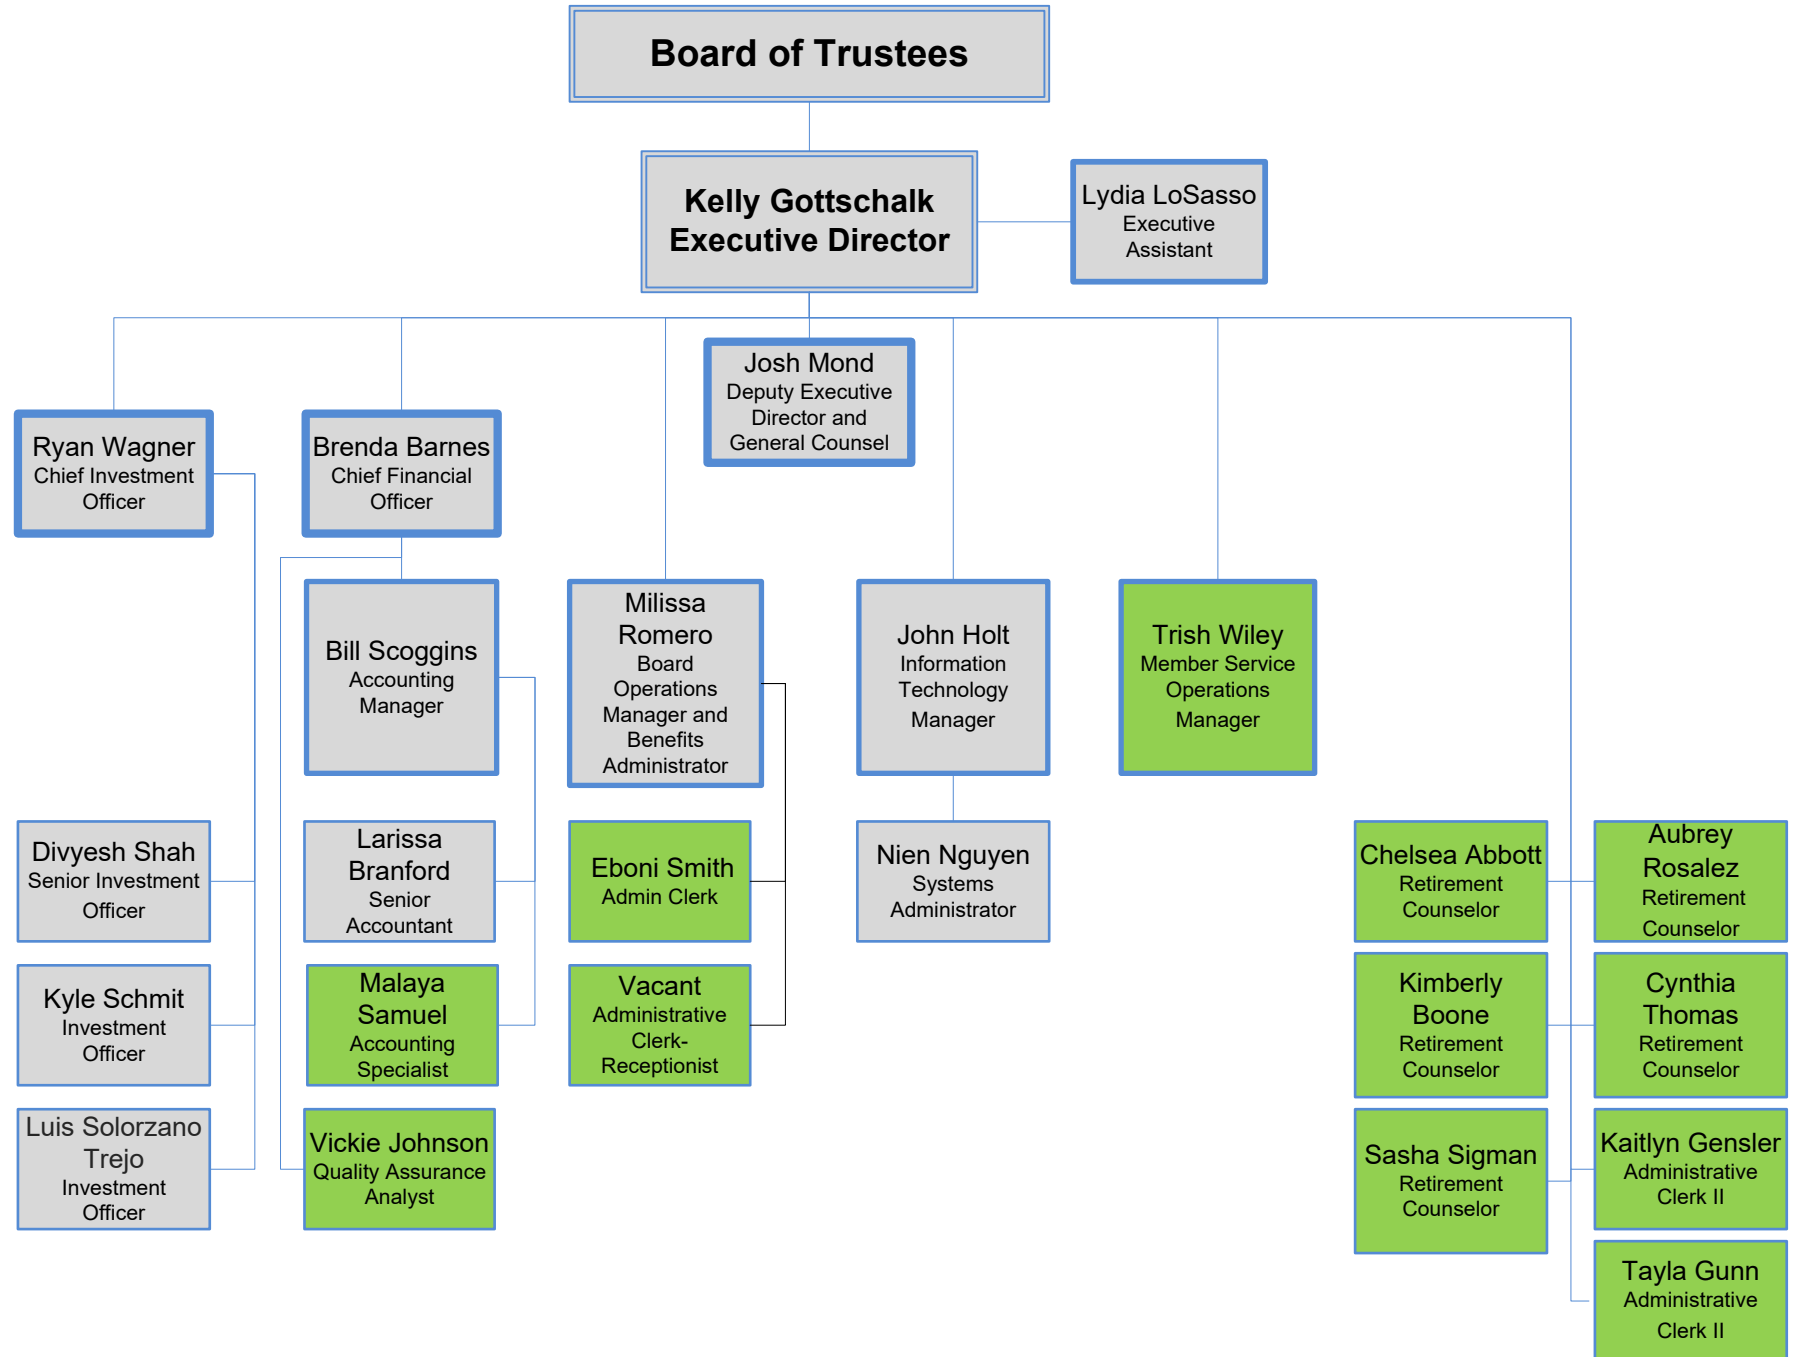 Board of Trustees
Kelly Gottschalk
Executive Director
Lydia LoSasso
Executive
Assistant
Josh Mond
Deputy Executive
Director and
General Counsel
Ryan Wagner
Chief Investment
Officer
Brenda Barnes
Chief Financial
Officer
Bill Scoggins
Accounting
Manager
Milissa
Romero
Board
Operations
Manager and
Benefits
Administrator
John Holt
Information
Technology
Manager
Trish Wiley
Member Service
Operations
Manager
Divyesh Shah
Senior Investment
Officer
Larissa
Branford
Senior
Accountant
Eboni Smith
Admin Clerk
Nien Nguyen
Systems
Administrator
Chelsea Abbott
Retirement
Counselor
Aubrey
Rosalez
Retirement
Counselor
Kyle Schmit
Investment
Officer
Malaya
Samuel
Accounting
Specialist
Vacant
Administrative
Clerk-
Receptionist
Kimberly
Boone
Retirement
Counselor
Cynthia
Thomas
Retirement
Counselor
Luis Solorzano
Trejo
Investment
Officer
Vickie Johnson
Quality Assurance
Analyst
Sasha Sigman
Retirement
Counselor
Kaitlyn Gensler
Administrative
Clerk II
Tayla Gunn
Administrative
Clerk II